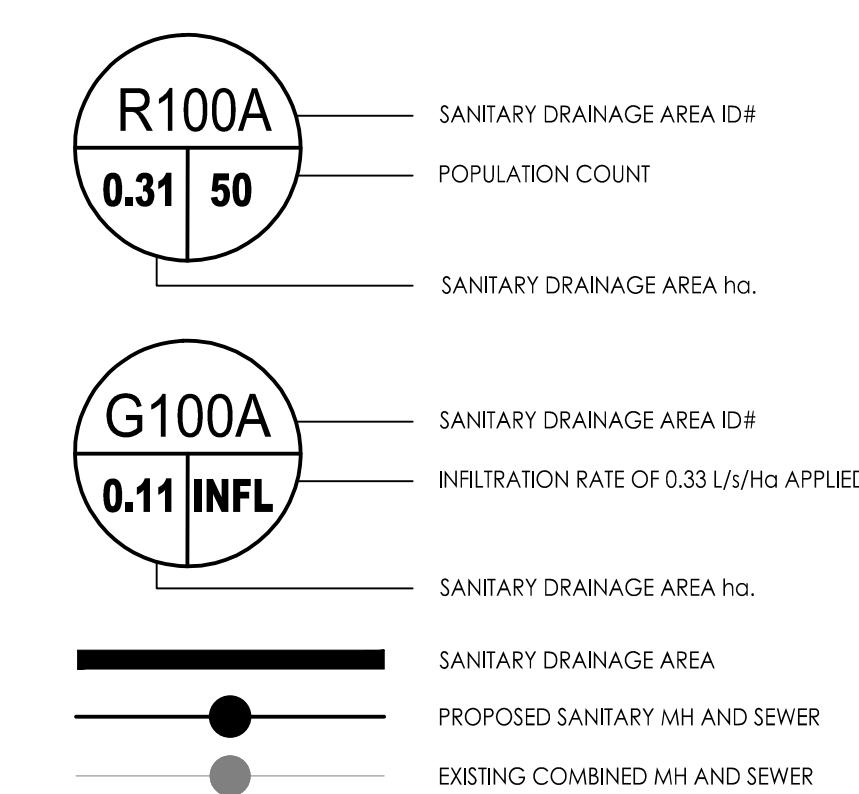 R100A
SANITARY DRAINAGE AREA ID#
0.31 50
POPULATION COUNT
SANITARY DRAINAGE AREA ha.
G100A
SANITARY DRAINAGE AREA ID#
0.11 INFL
INFILTRATION RATE OF 0.33 L/s/Ha APPLIED
SANITARY DRAINAGE AREA ha.
SANITARY DRAINAGE AREA
PROPOSED SANITARY MH AND SEWER
EXISTING COMBINED MH AND SEWER